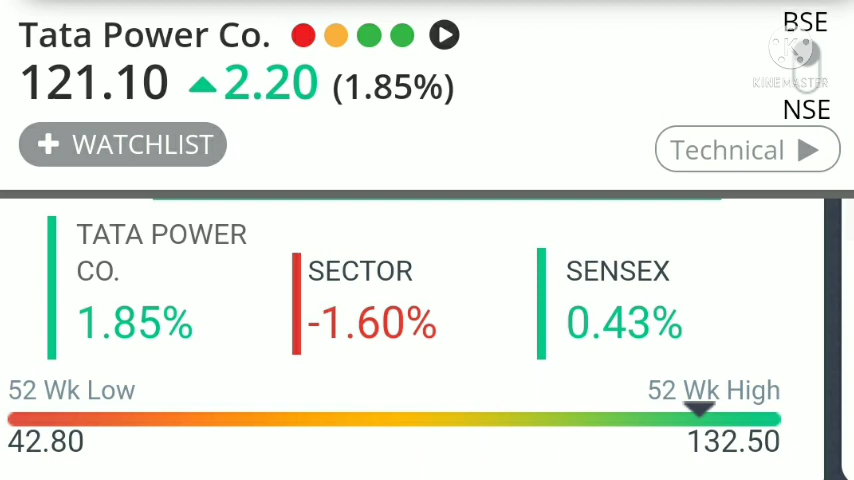 Tata Power Co.
BSE
121.10 2.20 (1.85%)
KINEMASTER
NSE
+ WATCHLIST
Technical
TATA POWER
CO.
1.85%
SECTOR
-1.60%
SENSEX
0.43%
52 Wk Low
52 Wk High
42.80
132.50